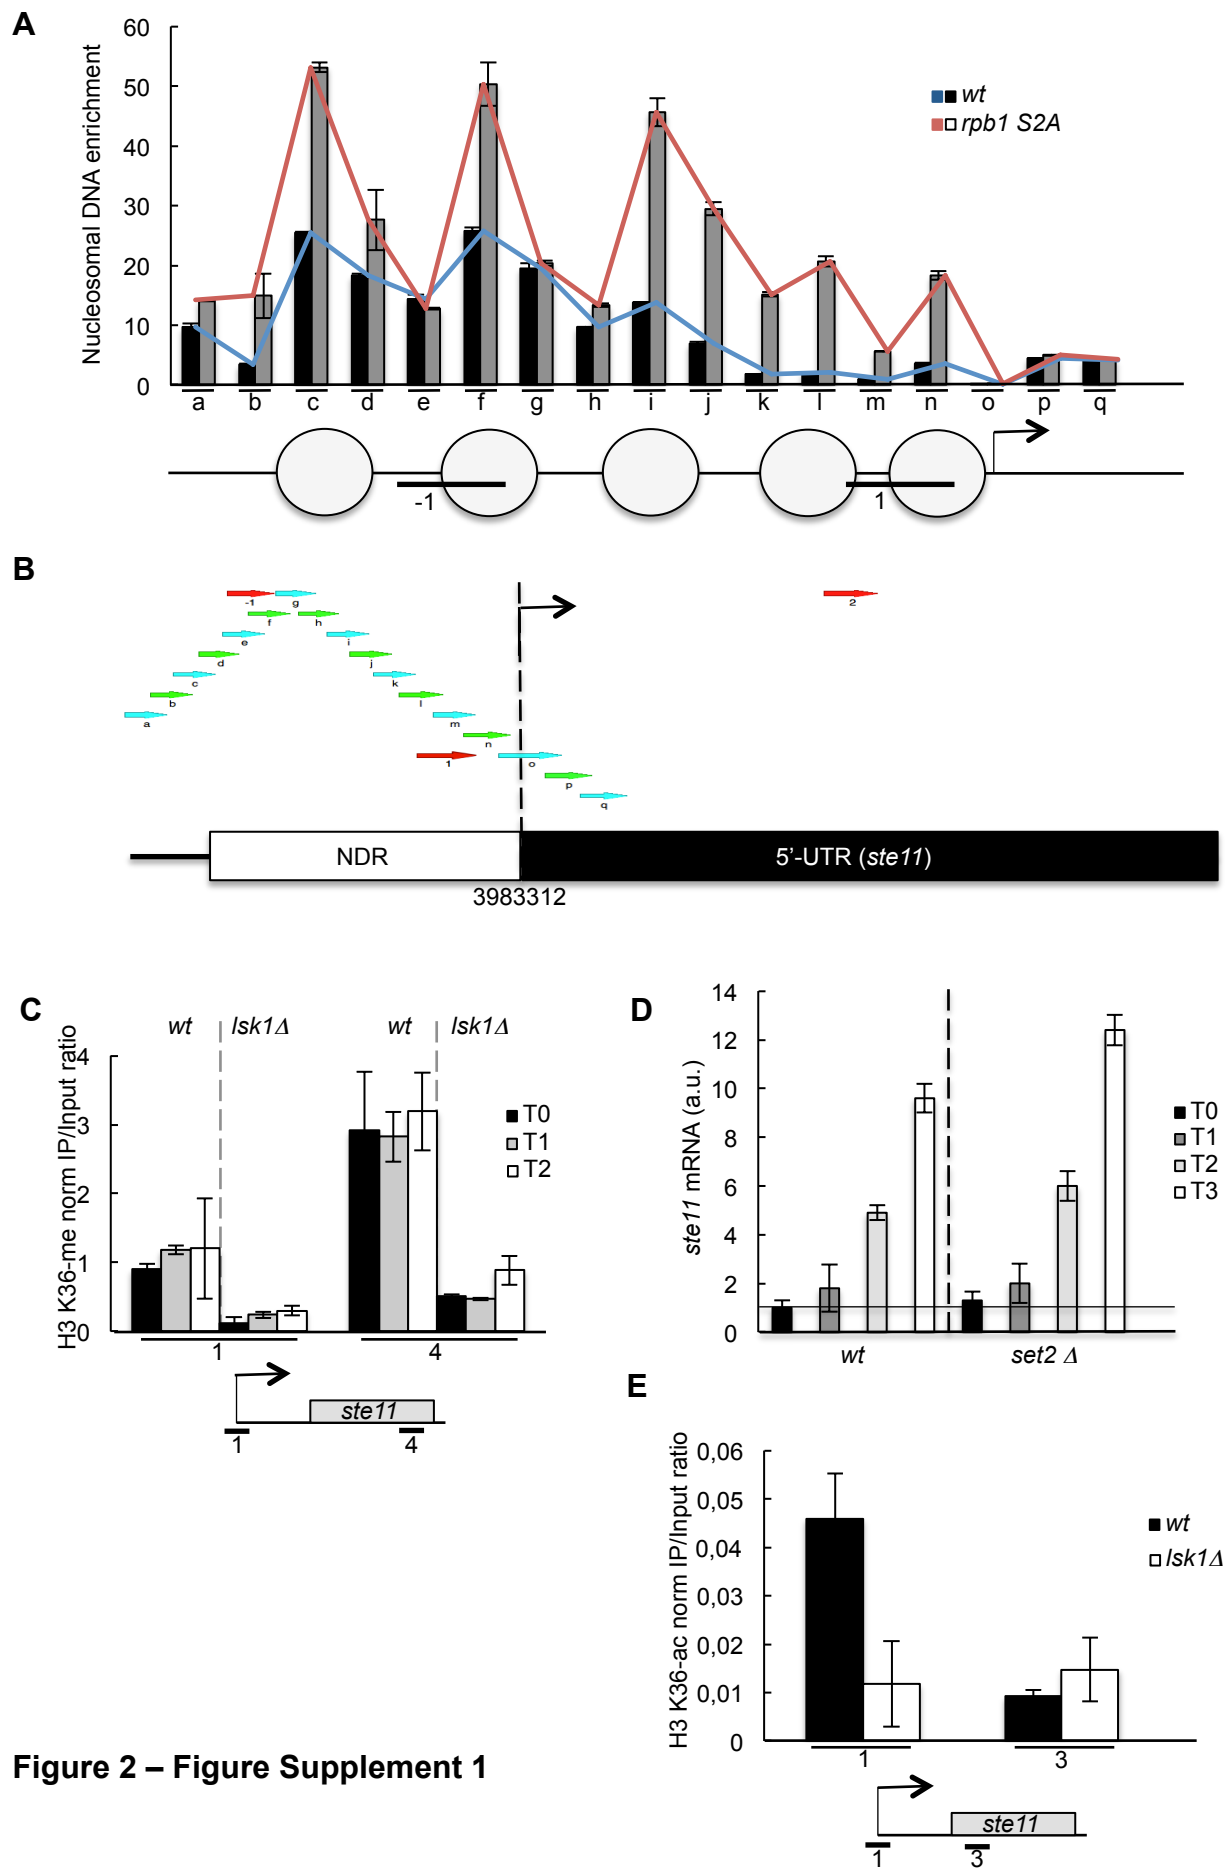 A
Nucleosomal DNA enrichment
60
50
40
30
20
10
0
wt
rpb1 S2A
a b c d e f g h i j k l m n o p q
-1
1
B
-1 g 2
f h
e i
d j
c k
b l
a m
n
1 o
p
q
NDR
5'-UTR (ste11)
3983312
C
H3 K36-me norm IP/Input ratio
wt lsk1Δ wt lsk1Δ
4
3
2
1
0
T0
T1
T2
1 4
ste11
1 4
D
ste11 mRNA (a.u.)
14
12
10
8
6
4
2
0
T0
T1
T2
T3
wt set2 Δ
E
H3 K36-ac norm IP/Input ratio
0,06
0,05
0,04
0,03
0,02
0,01
0
wt
lsk1Δ
1 3
ste11
1 3
Figure 2 – Figure Supplement 1